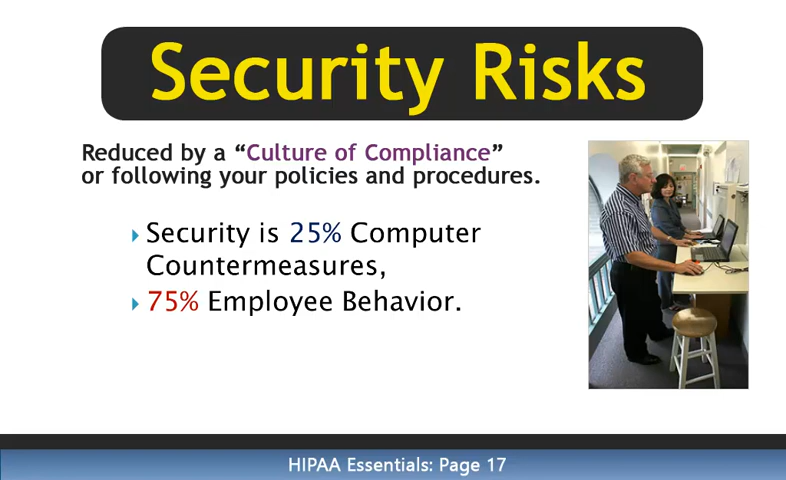 Security Risks
Reduced by a “Culture of Compliance”
or following your policies and procedures.
Security is 25% Computer
Countermeasures,
75% Employee Behavior.
HIPAA Essentials: Page 17